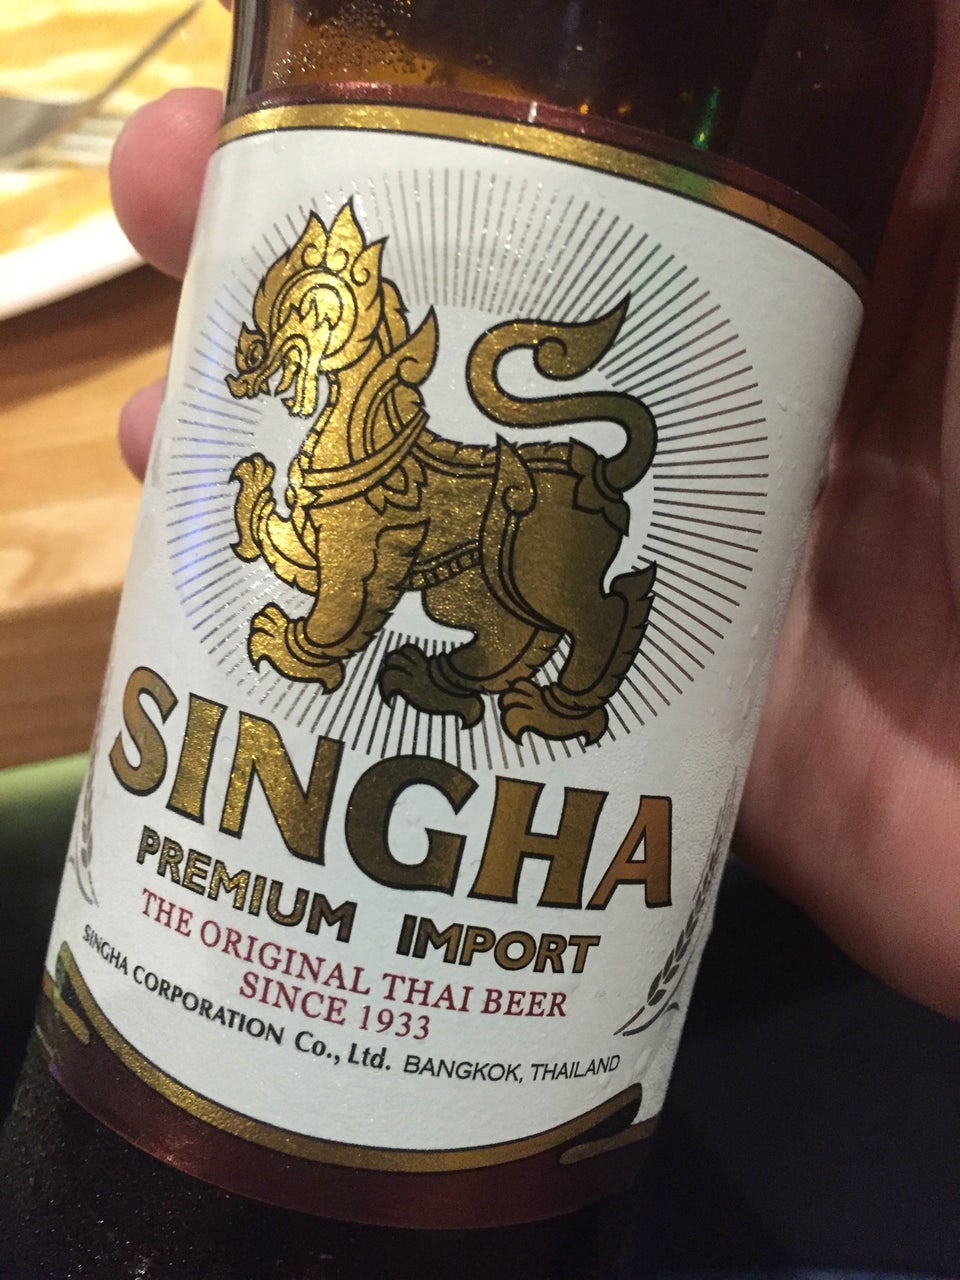 SINGHA
PREMIUM IMPORT
THE ORIGINAL THAI BEER
SINCE 1933
SINGHA CORPORATION Co., Ltd. BANGKOK, THAILAND